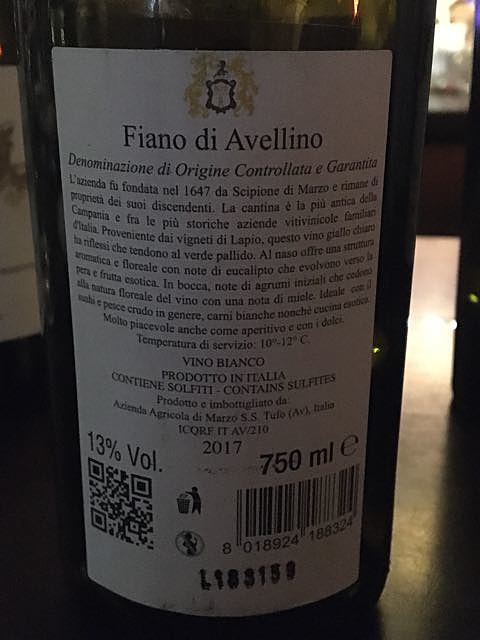 Fiano di Avellino
Denominazione di Origine Controllata e Garantita
L'azienda fu fondata nel 1647 da Scipione di Marzo e rimane di
proprietà dei suoi discendenti. La cantina è la più antica della
Campania e fra le più storiche aziende vitivinicole familiari
d'Italia. Proveniente dai vigneti di Lapio, questo vino giallo chiaro
ha riflessi che tendono al verde pallido. Al naso offre una struttura
aromatica e floreale con note di eucalipto che evolvono verso la
pera e frutta esotica. In bocca, note di agrumi iniziali che cedono
alla natura floreale del vino con una nota di miele. Ideale con il
sushi e pesce crudo in genere, carni bianche nonché cucina esotica.
Molto piacevole anche come aperitivo e con i dolci.
Temperatura di servizio: 10°-12° C.
VINO BIANCO
PRODOTTO IN ITALIA
CONTIENE SOLFITI - CONTAINS SULFITES
Prodotto e imbottigliato da:
Azienda Agricola di Marzo S.S. Tufo (Av), Italia
ICQRF IT AV/210
2017
13% Vol.
750 ml e
8 018924 188324
L183159